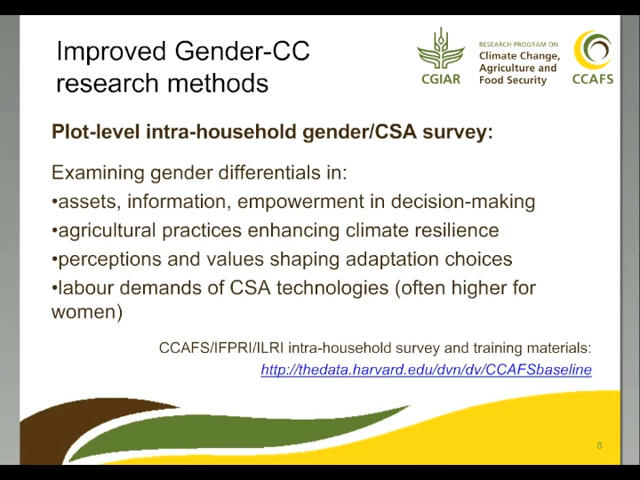 Improved Gender-CC
research methods
CGIAR
RESEARCH PROGRAM ON
Climate Change,
Agriculture and
Food Security
CCAFS
Plot-level intra-household gender/CSA survey:
Examining gender differentials in:
•assets, information, empowerment in decision-making
•agricultural practices enhancing climate resilience
•perceptions and values shaping adaptation choices
•labour demands of CSA technologies (often higher for
women)
CCAFS/IFPRI/ILRI intra-household survey and training materials:
http://thedata.harvard.edu/dvn/dv/CCAFSbaseline
8